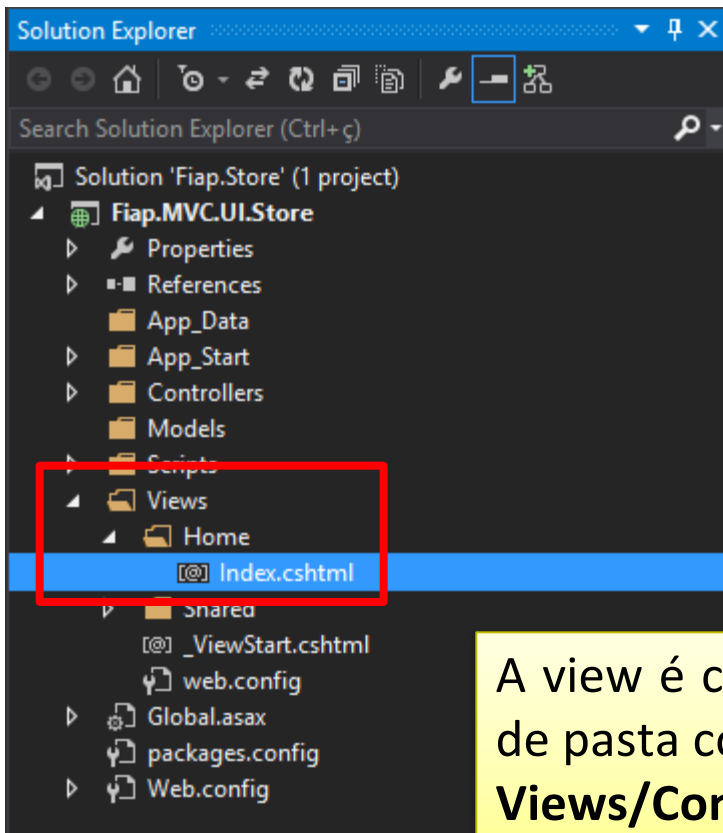 Solution Explorer
Search Solution Explorer (Ctrl+ç)
Solution 'Fiap.Store' (1 project)
Fiap.MVC.UI.Store
Properties
References
App_Data
App_Start
Controllers
Models
Scripts
Views
Home
[@] Index.cshtml
Shared
[@] _ViewStart.cshtml
web.config
Global.asax
packages.config
Web.config
A view é c
de pasta co
Views/Con